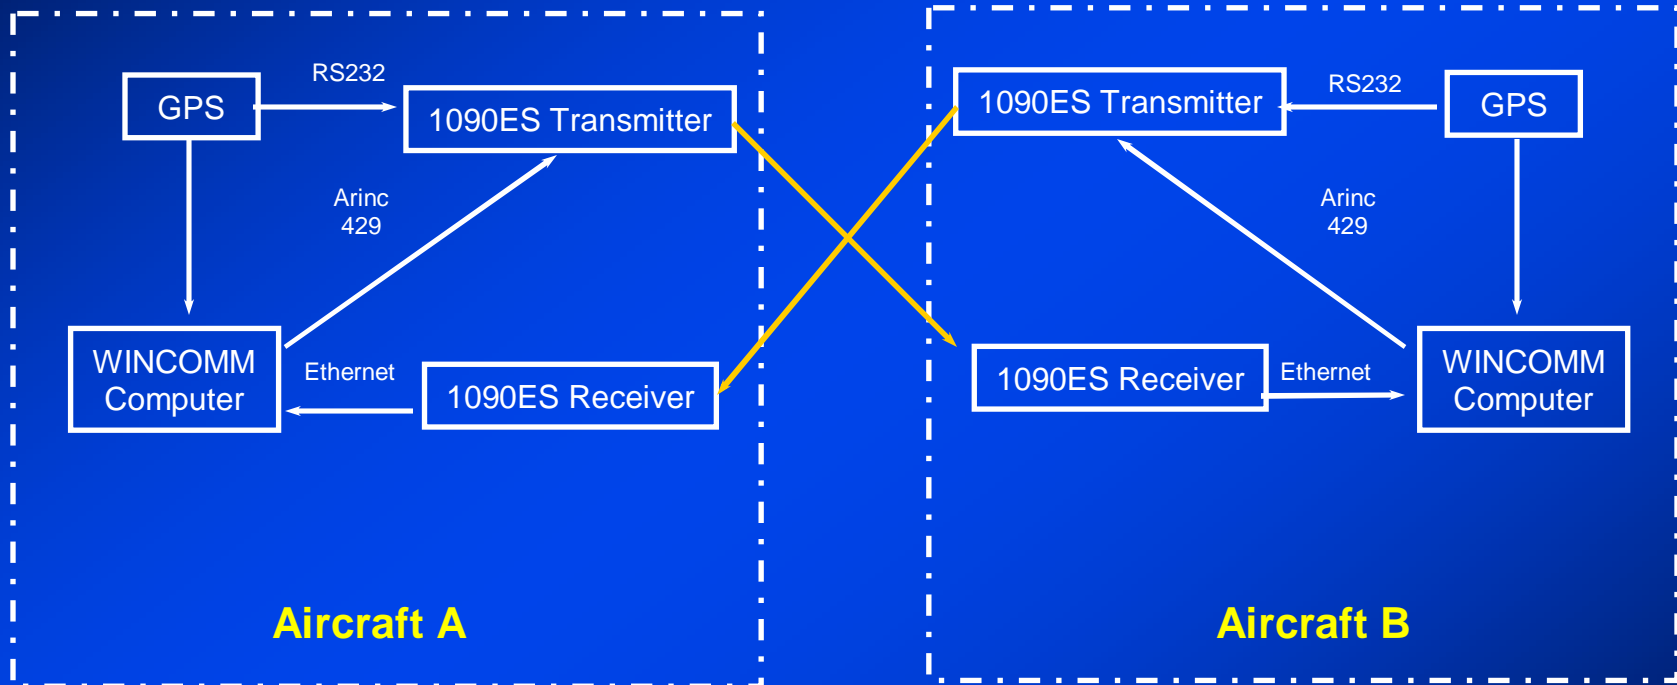 RS232
GPS
1090ES Transmitter
Arinc
429
WINCOMM
Computer
Ethernet
1090ES Receiver
Aircraft A
1090ES Transmitter
RS232
GPS
Arinc
429
1090ES Receiver
Ethernet
WINCOMM
Computer
Aircraft B